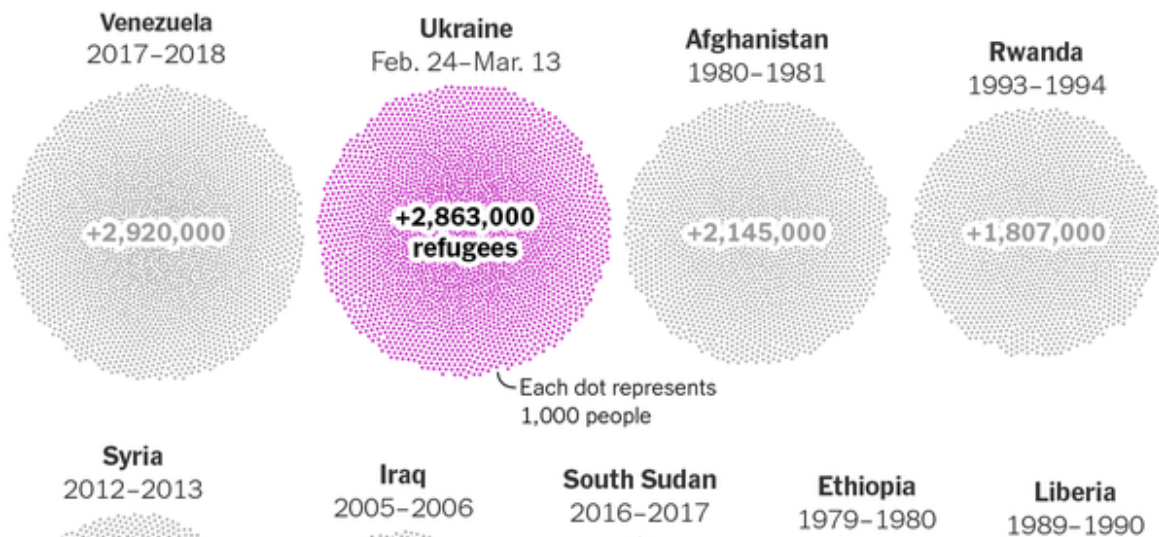 Venezuela
2017–2018
Ukraine
Feb. 24–Mar. 13
Afghanistan
1980–1981
Rwanda
1993–1994
+2,920,000
+2,863,000
refugees
+2,145,000
+1,807,000
Each dot represents
1,000 people
Syria
2012–2013
Iraq
2005–2006
South Sudan
2016–2017
Ethiopia
1979–1980
Liberia
1989–1990